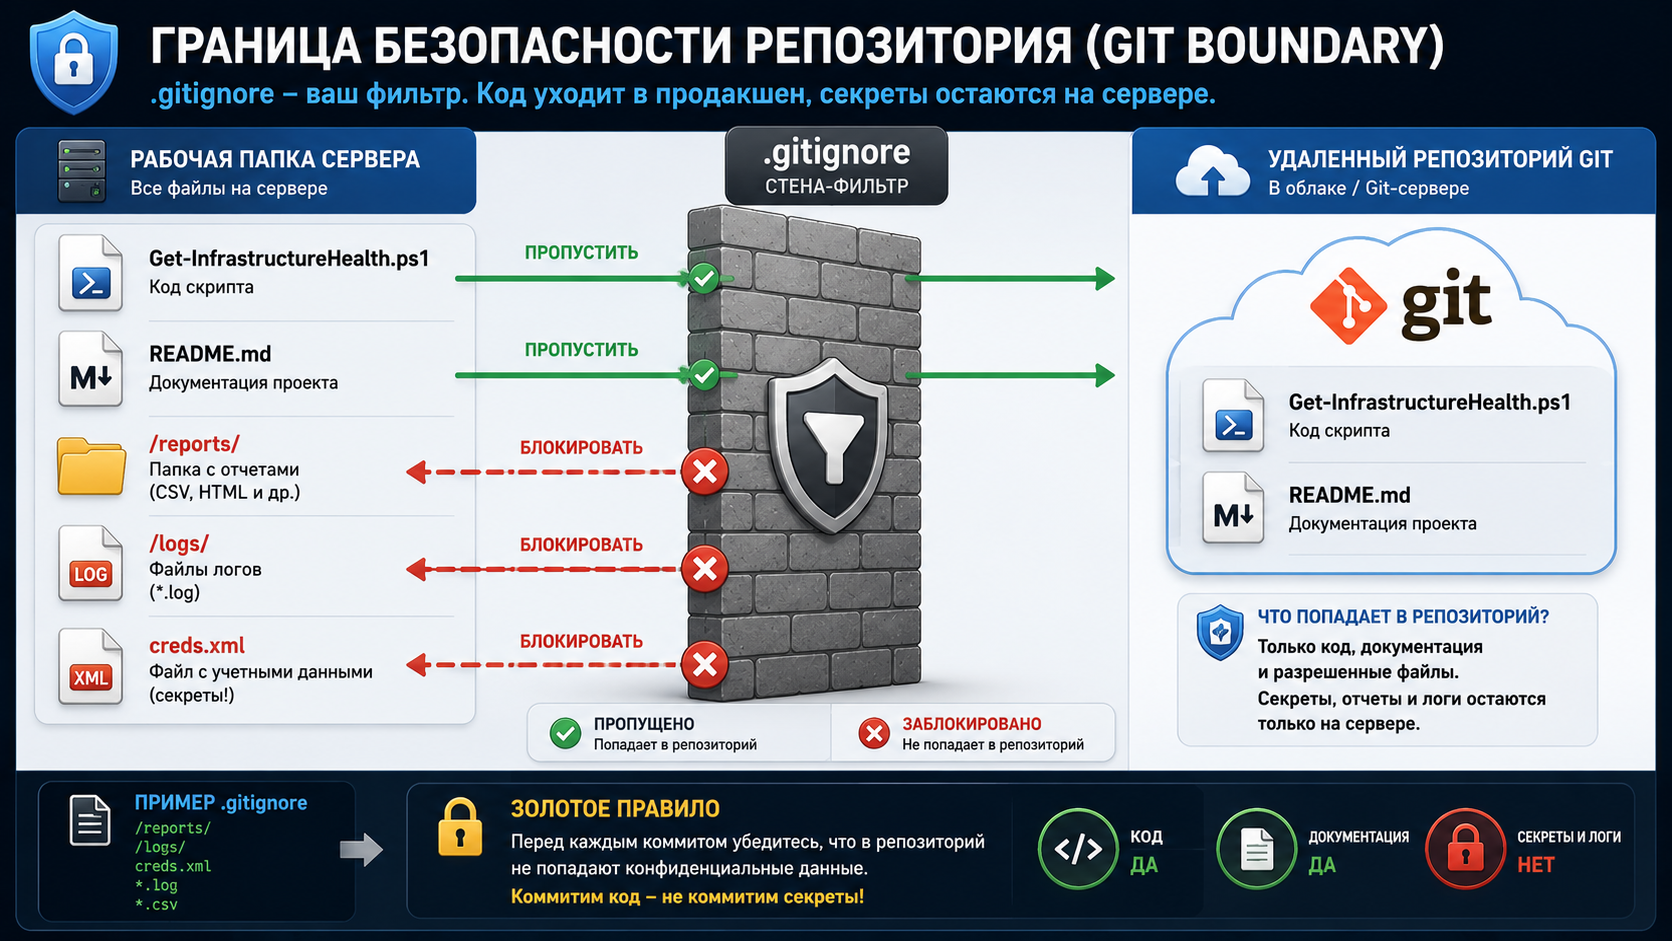 ГРАНИЦА БЕЗОПАСНОСТИ РЕПОЗИТОРИЯ (GIT BOUNDARY)
.gitignore – ваш фильтр. Код уходит в продакшен, секреты остаются на сервере.
РАБОЧАЯ ПАПКА СЕРВЕРА
Все файлы на сервере
Get-InfrastructureHealth.ps1
Код скрипта
README.md
Документация проекта
M↓
/reports/
Папка с отчетами
(CSV, HTML и др.)
/logs/
Файлы логов
(*.log)
LOG
creds.xml
Файл с учетными данными
(секреты!)
XML
ПРОПУСТИТЬ
ПРОПУСТИТЬ
БЛОКИРОВАТЬ
БЛОКИРОВАТЬ
БЛОКИРОВАТЬ
.gitignore
СТЕНА-ФИЛЬТР
ПРОПУЩЕНО
Попадает в репозиторий
ЗАБЛОКИРОВАНО
Не попадает в репозиторий
УДАЛЕННЫЙ РЕПОЗИТОРИЙ GIT
В облаке / Git-сервере
git
Get-InfrastructureHealth.ps1
Код скрипта
README.md
Документация проекта
M↓
ЧТО ПОПАДАЕТ В РЕПОЗИТОРИЙ?
Только код, документация
и разрешенные файлы.
Секреты, отчеты и логи остаются
только на сервере.
ПРИМЕР .gitignore
/reports/
/logs/
creds.xml
*.log
*.csv
ЗОЛОТОЕ ПРАВИЛО
Перед каждым коммитом убедитесь, что в репозиторий
не попадают конфиденциальные данные.
Коммитим код – не коммитим секреты!
</>
КОД
ДА
ДОКУМЕНТАЦИЯ
ДА
СЕКРЕТЫ И ЛОГИ
НЕТ